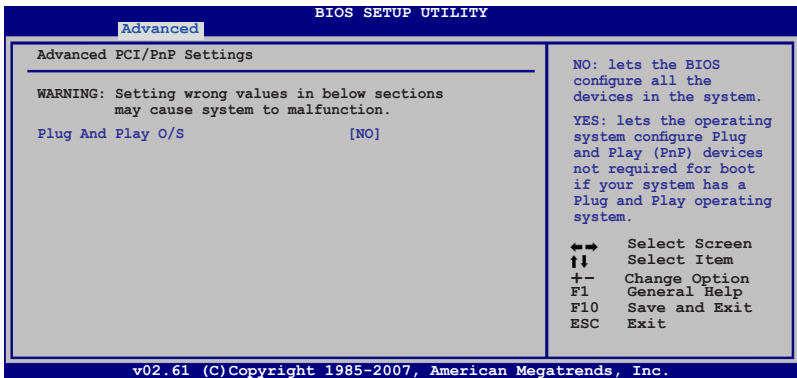 BIOS SETUP UTILITY
Advanced
Advanced PCI/PnP Settings
WARNING: Setting wrong values in below sections
may cause system to malfunction.
Plug And Play O/S [NO]
NO: lets the BIOS
configure all the
devices in the system.
YES: lets the operating
system configure Plug
and Play (PnP) devices
not required for boot
if your system has a
Plug and Play operating
system.
←→ Select Screen
↑↓ Select Item
+- Change Option
F1 General Help
F10 Save and Exit
ESC Exit
v02.61 (C)Copyright 1985-2007, American Megatrends, Inc.